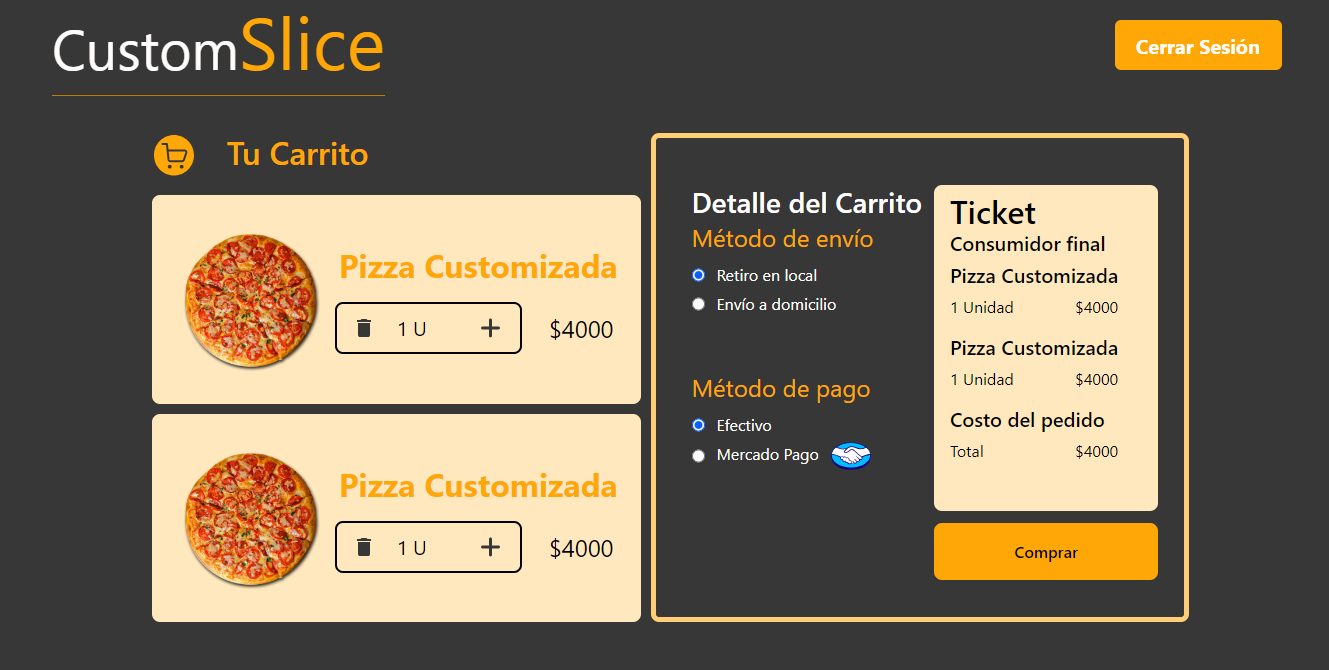 CustomSlice
Cerrar Sesión
Tu Carrito
Pizza Customizada
1 U
$4000
Pizza Customizada
1 U
$4000
Detalle del Carrito
Método de envío
Retiro en local
Envío a domicilio
Método de pago
Efectivo
Mercado Pago
Ticket
Consumidor final
Pizza Customizada
1 Unidad $4000
Pizza Customizada
1 Unidad $4000
Costo del pedido
Total $4000
Comprar